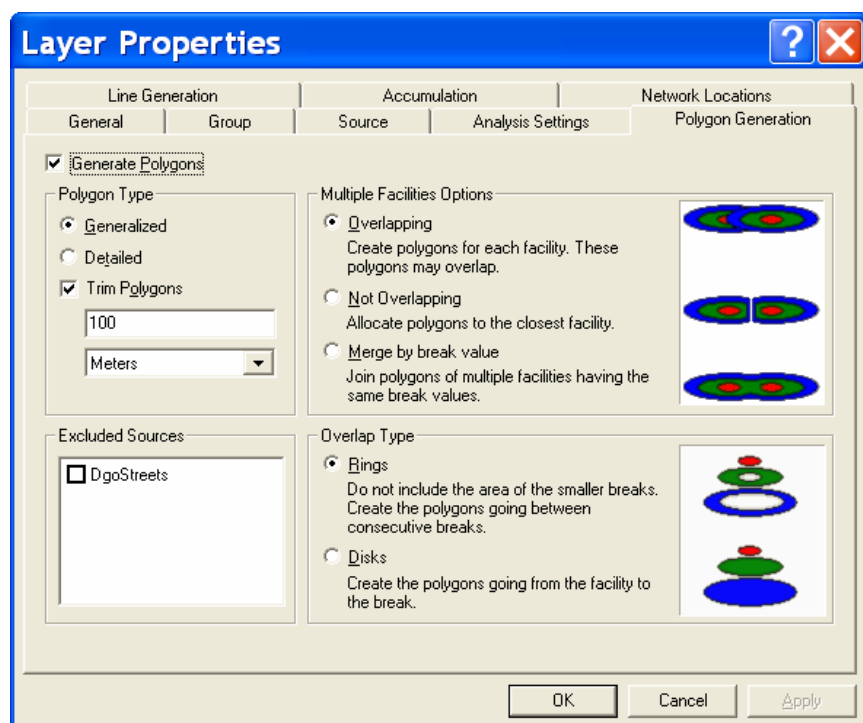 Layer Properties
?
Line Generation
Accumulation
Network Locations
General
Group
Source
Analysis Settings
Polygon Generation
Generate Polygons
Polygon Type
Generalized
Detailed
Trim Polygons
100
Meters
Multiple Facilities Options
Overlapping
Create polygons for each facility. These
polygons may overlap.
Not Overlapping
Allocate polygons to the closest facility.
Merge by break value
Join polygons of multiple facilities having the
same break values.
Excluded Sources
DgoStreets
Overlap Type
Rings
Do not include the area of the smaller breaks.
Create the polygons going between
consecutive breaks.
Disks
Create the polygons going from the facility to
the break.
OK
Cancel
Apply